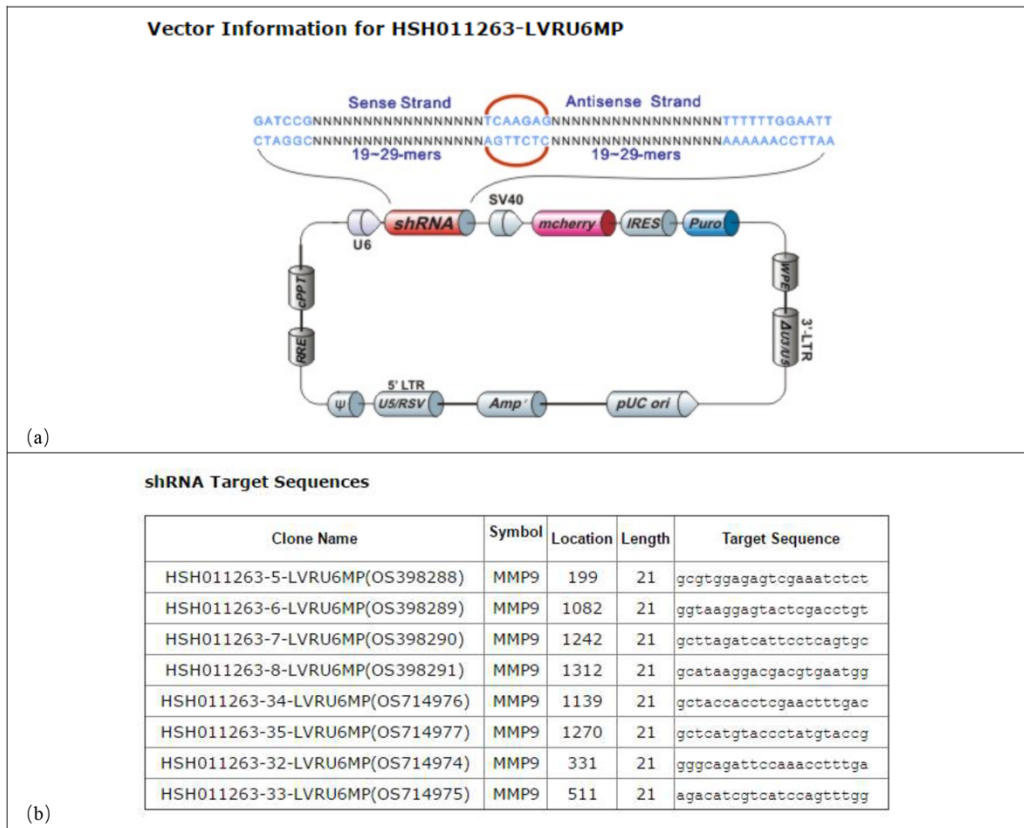 Vector Information for HSH011263-LVRU6MP
Sense Strand Antisense Strand
GATCCGNNNNNNNNNNNNNNNNNTCAAGAGNNNNNNNNNNNNNNNNNTTTTTTGGAATT
CTAGGCNNNNNNNNNNNNNNNNNAGTTCTCNNNNNNNNNNNNNNNNNAAAAAACCTTAA
19~29-mers 19~29-mers
SV40
shRNA mcherry IRES Puro
U6
cPPT WPE
RRE ΔU3/U5 3'-LTR
5' LTR
Ψ U5/RSV Amp r pUC ori
(a)
shRNA Target Sequences
Clone Name Symbol Location Length Target Sequence
HSH011263-5-LVRU6MP(OS398288) MMP9 199 21 gcgtggagagtcgaaatctct
HSH011263-6-LVRU6MP(OS398289) MMP9 1082 21 ggtaaggagtactcgacctgt
HSH011263-7-LVRU6MP(OS398290) MMP9 1242 21 gcttagatcattcctcagtgc
HSH011263-8-LVRU6MP(OS398291) MMP9 1312 21 gcataaggacgacgtgaatgg
HSH011263-34-LVRU6MP(OS714976) MMP9 1139 21 gctaccacctcgaactttgac
HSH011263-35-LVRU6MP(OS714977) MMP9 1270 21 gctcatgtaccctatgtaccg
HSH011263-32-LVRU6MP(OS714974) MMP9 331 21 gggcagattccaaacctttga
HSH011263-33-LVRU6MP(OS714975) MMP9 511 21 agacatcgtcatccagtttgg
(b)